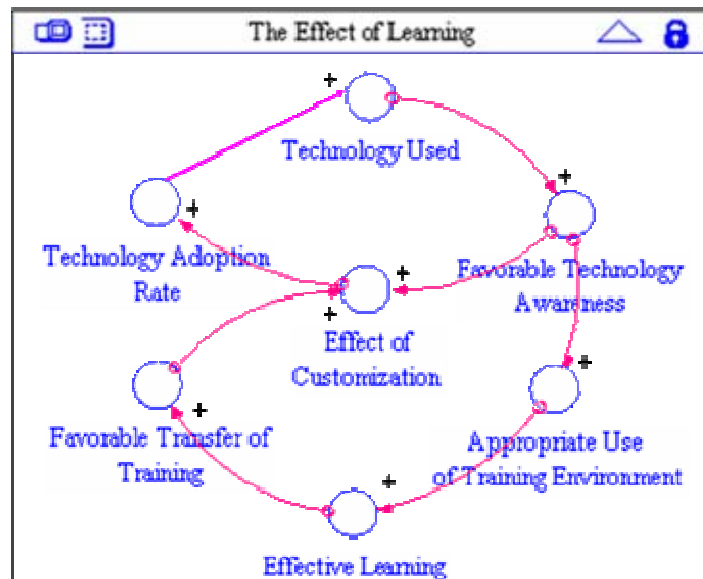 The Effect of Learning
+
Technology Used
+
+
Technology Adoption
Rate
+
Favorable Technology
Awareness
+
Effect of
Customization
+
+
Favorable Transfer of
Training
Appropriate Use
of Training Environment
+
Effective Learning